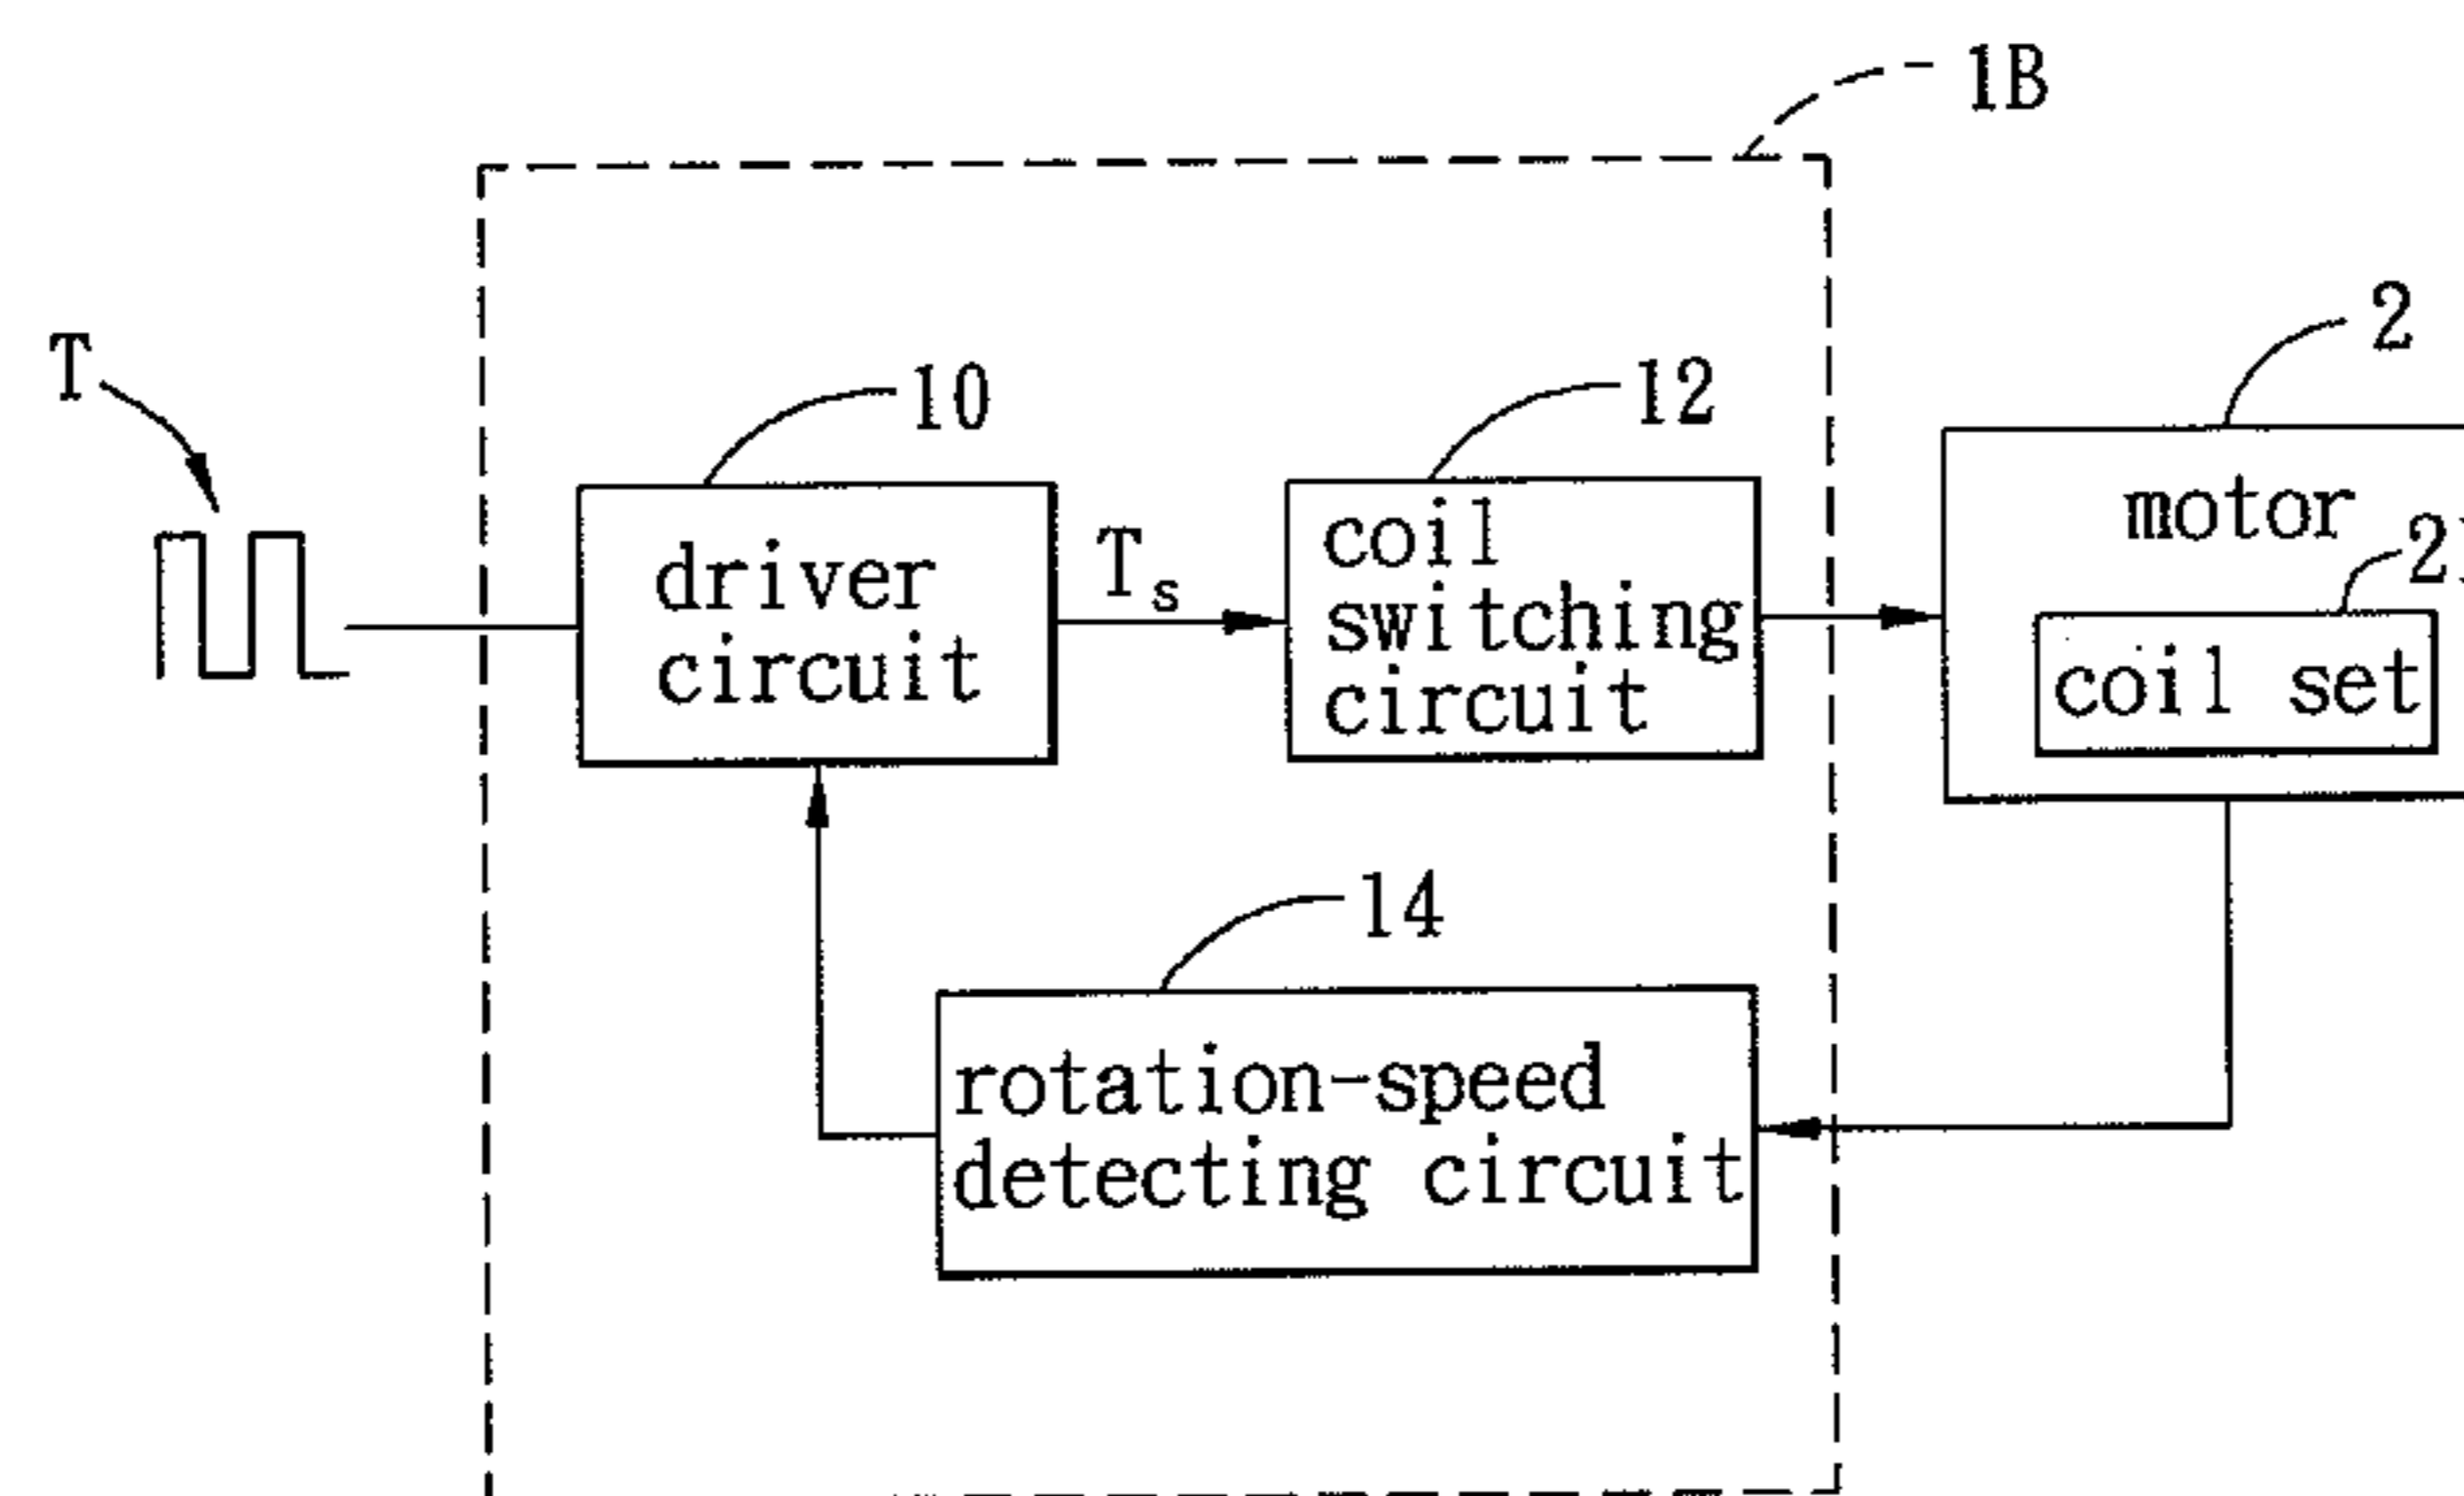 1B
2
T
10
12
motor
driver
circuit
Ts
coil
switching
circuit
coil set
14
rotation-speed
detecting circuit